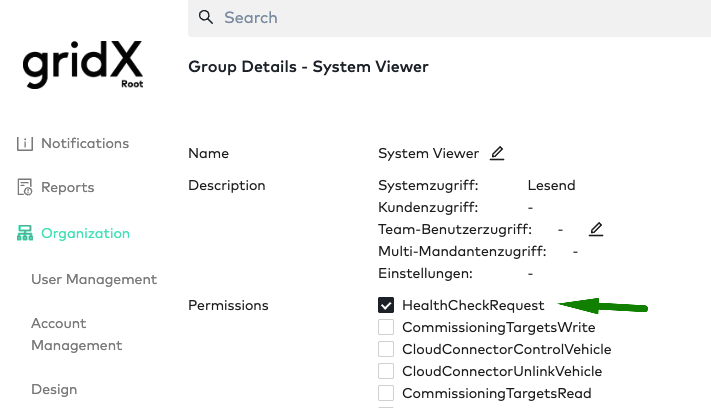 Search
gridX
Root
Group Details - System Viewer
Notifications
Reports
Organization
User Management
Account
Management
Design
Name System Viewer
Description Systemzugriff: Lesend
Kundenzugriff: -
Team-Benutzerzugriff: -
Multi-Mandantenzugriff: -
Einstellungen: -
Permissions HealthCheckRequest
CommissioningTargetsWrite
CloudConnectorControlVehicle
CloudConnectorUnlinkVehicle
CommissioningTargetsRead